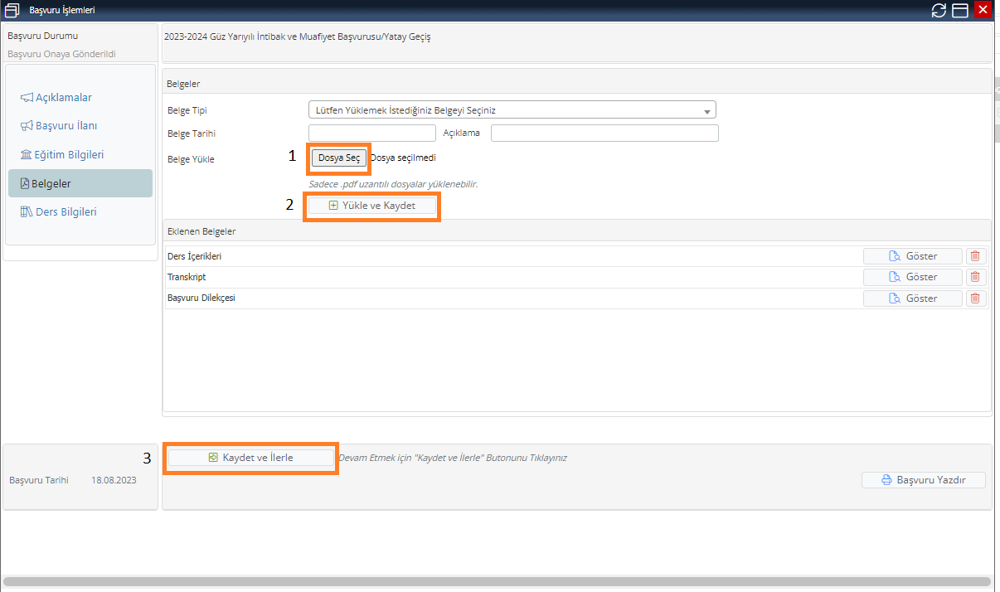 Başvuru İşlemleri
Başvuru Durumu
Başvuru Onaya Gönderildi
2023-2024 Güz Yarıyılı İntibak ve Muafiyet Başvurusu/Yatay Geçiş
Açıklamalar
Başvuru İlanı
Eğitim Bilgileri
Belgeler
Ders Bilgileri
Belgeler
Belge Tipi Lütfen Yüklemek İstediğiniz Belgeyi Seçiniz
Belge Tarihi Açıklama
Belge Yükle 1 Dosya Seç Dosya seçilmedi
Sadece .pdf uzantılı dosyalar yüklenebilir.
2 Yükle ve Kaydet
Eklenen Belgeler
Ders İçerikleri Göster
Transkript Göster
Başvuru Dilekçesi Göster
3 Kaydet ve İlerle Devam Etmek için "Kaydet ve İlerle" Butonunu Tıklayınız
Başvuru Tarihi 18.08.2023 Başvuru Yazdır